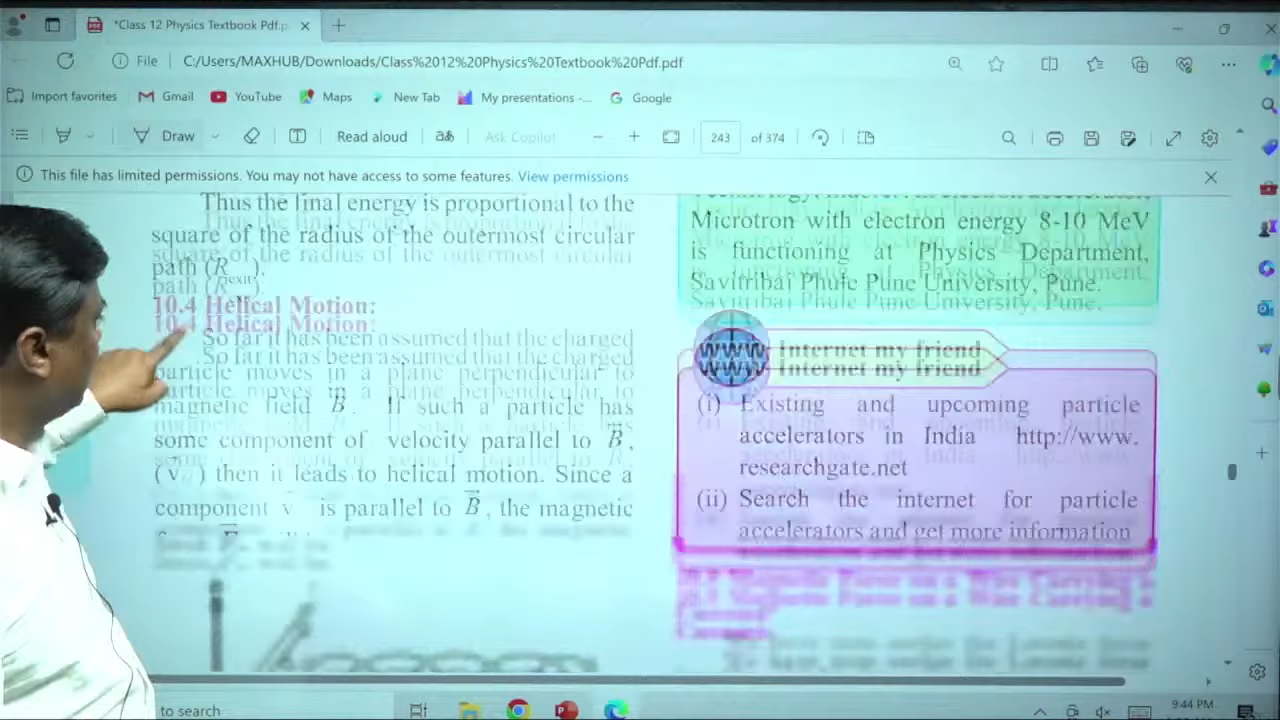 *Class 12 Physics Textbook Pdf.p
File C:/Users/MAXHUB/Downloads/Class%2012%20Physics%20Textbook%20Pdf.pdf
Import favorites Gmail YouTube Maps New Tab My presentations -... Google
Draw Read aloud Ask Copilot 243 of 374
This file has limited permissions. You may not have access to some features. View permissions
Thus the final energy is proportional to the
square of the radius of the outermost circular
path (Rexit).
10.4 Helical Motion:
So far it has been assumed that the charged
particle moves in a plane perpendicular to
magnetic field B. If such a particle has
some component of velocity parallel to B,
then it leads to helical motion. Since a
component v is parallel to B, the magnetic
Microtron with electron energy 8-10 MeV
is functioning at Physics Department,
Savitribai Phule Pune University, Pune.
www Internet my friend
(i) Existing and upcoming particle
accelerators in India http://www.
researchgate.net
(ii) Search the internet for particle
accelerators and get more information
to search
9:44 PM